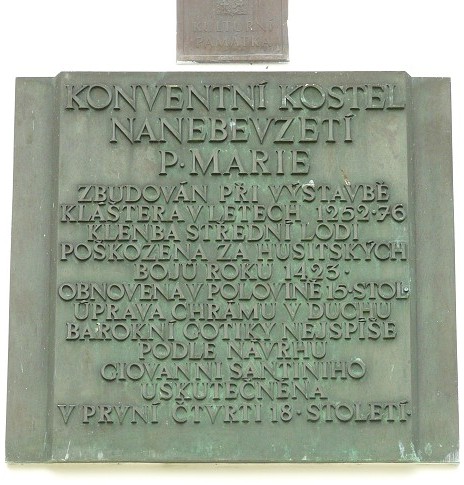 KULTURNÍ
KONVENTNÍ KOSTEL
NANEBEVZETÍ
P·MARIE
ZBUDOVÁN PŘI VÝSTAVBĚ
KLÁŠTERA V LETECH 1252·76
KLENBA STŘEDNÍ LODI
POŠKOZENA ZA HUSITSKÝCH
BOJŮ ROKU 1423·
OBNOVENA V POLOVINĚ 15·STOL
ÚPRAVA CHRÁMU V DUCHU
BAROKNÍ GOTIKY NEJSPÍŠE
PODLE NÁVRHU
GIOVANNI SANTINIHO
USKUTEČNĚNA
V PRVNÍ ČTVRTI 18·STOLETÍ·